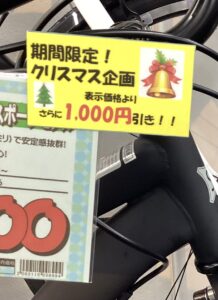 期間限定！
クリスマス企画
表示価格より
さらに1,000円引き！！
スポー
で安定感抜群！
00